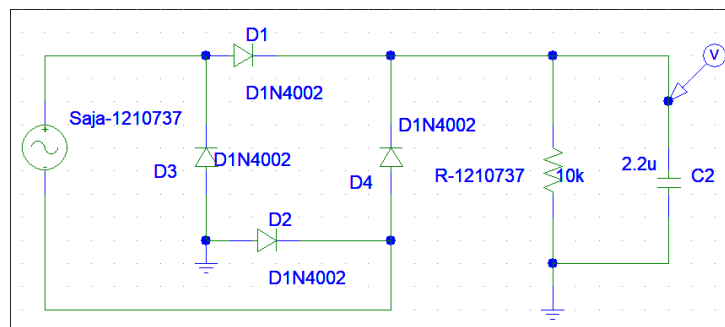 D1
D1N4002
V
Saja-1210737
+
-
D1N4002
D1N4002
D3
D4
R-1210737
10k
2.2u
C2
D2
D1N4002